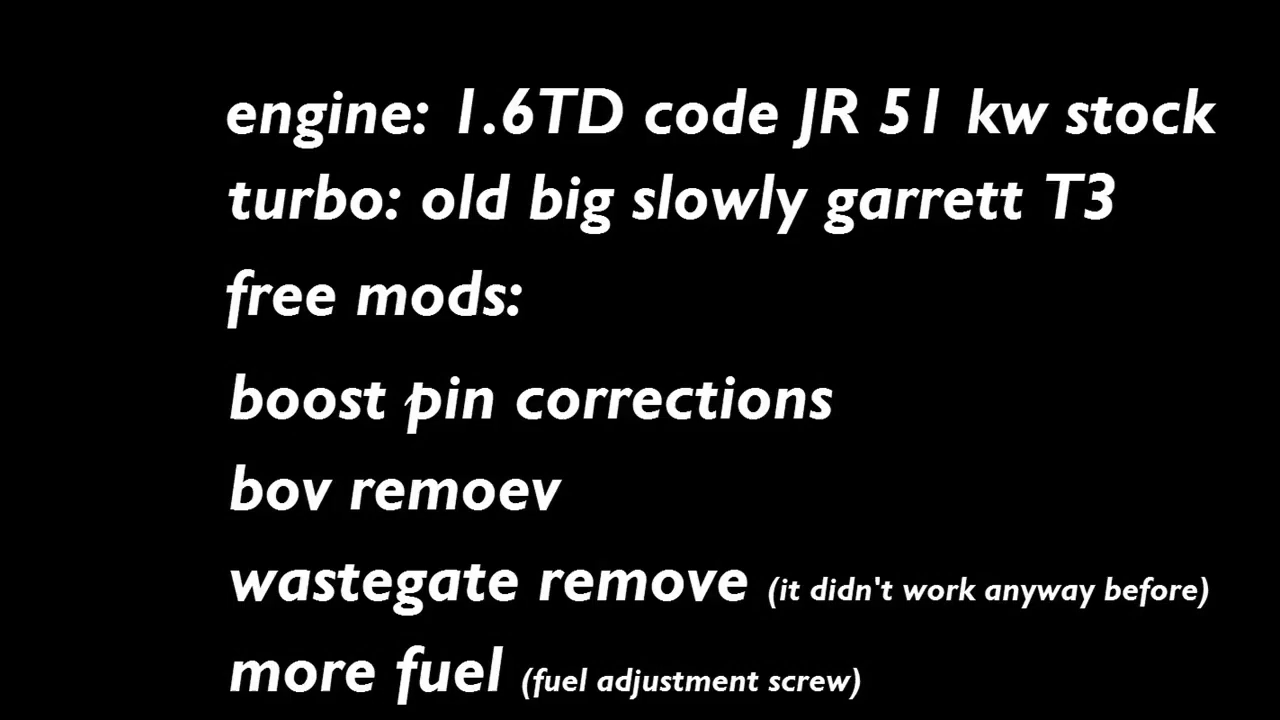 engine: 1.6TD code JR 51 kw stock
turbo: old big slowly garrett T3
free mods:
boost pin corrections
bov remoev
wastegate remove (it didn't work anyway before)
more fuel (fuel adjustment screw)